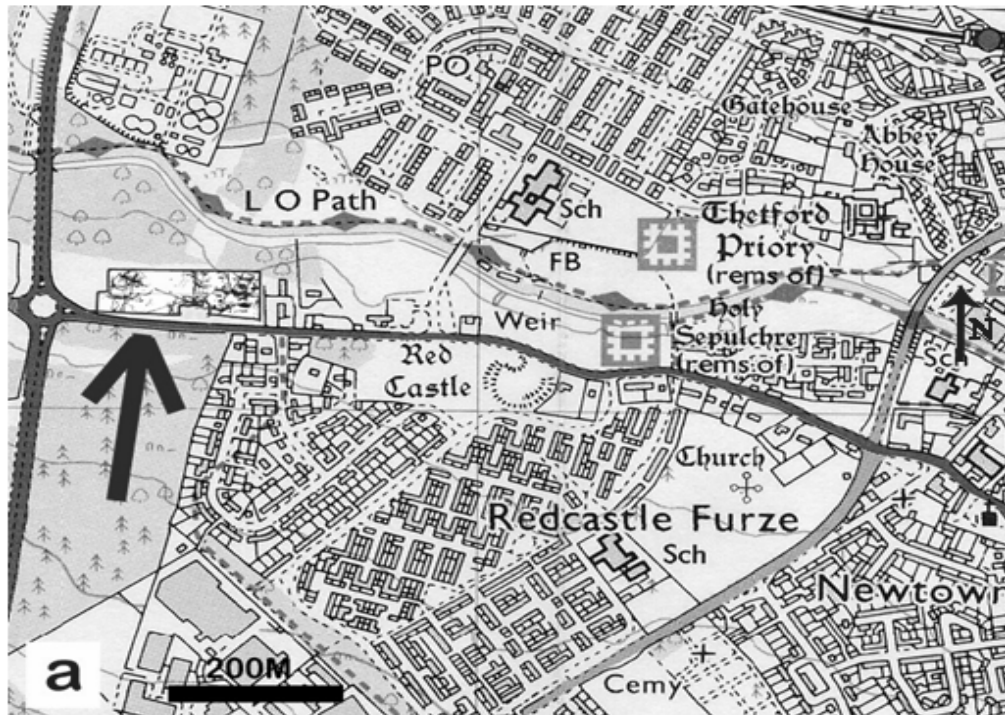 PO
Gatehouse
Abbey
House
L O Path
Sch
Thetford
Priory
(rems of)
FB
Weir
Holy
Sepulchre
(rems of)
N
Sc
Red
Castle
Church
Redcastle Furze
Sch
Newtown
a
200M
Cemy